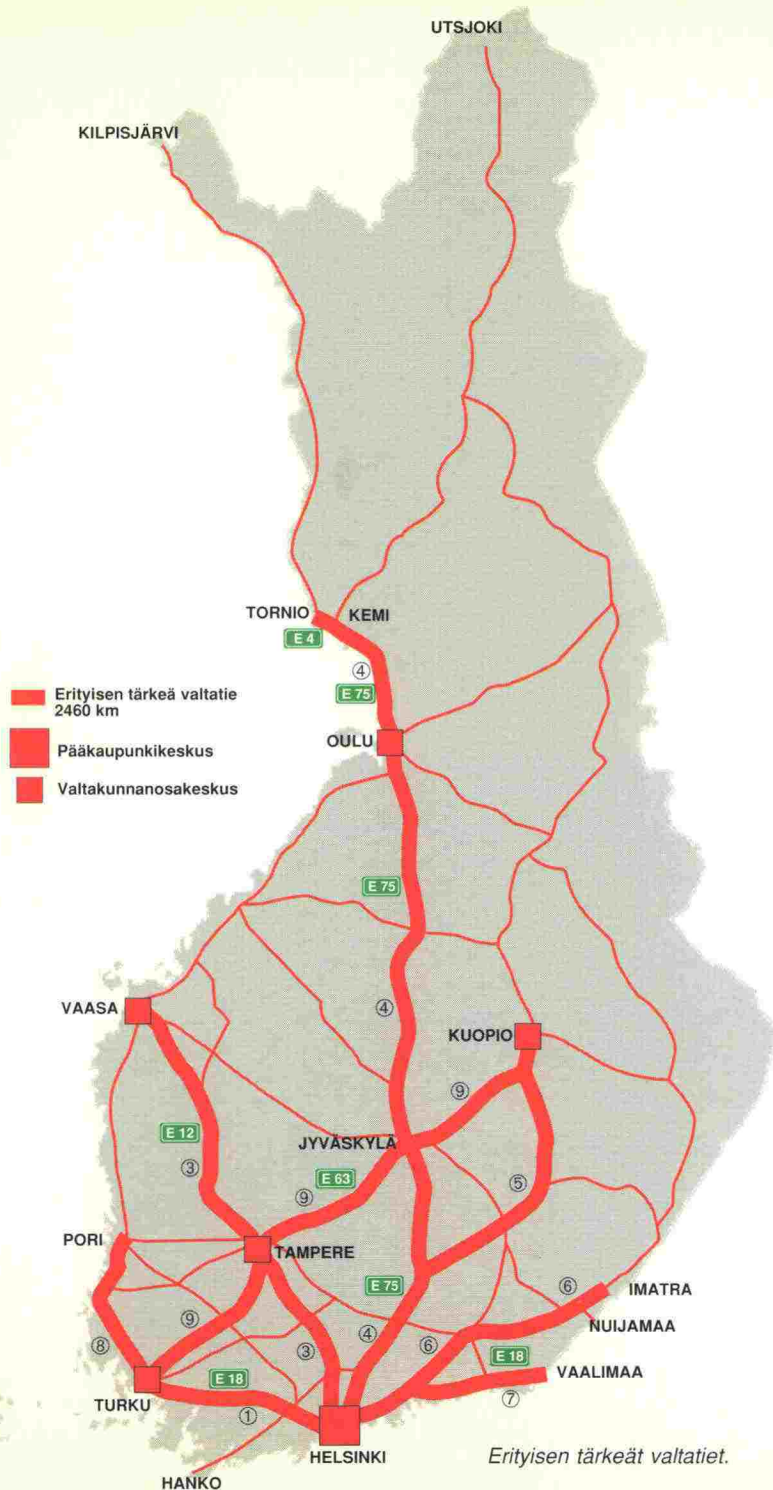 UTSJOKI
KILPISJÄRVI
TORNIO
KEMI
E 4
④
E 75
Erityisen tärkeä valtatie
2460 km
Pääkaupunkikeskus
Valtakunnanosakeskus
OULU
E 75
④
VAASA
KUOPIO
⑨
E 12
③
JYVÄSKYLÄ
E 63
⑨
⑤
PORI
TAMPERE
E 75
⑥
IMATRA
NUIJAMAA
⑨
③
④
⑥
⑧
E 18
VAALIMAA
⑦
TURKU
E 18
①
HELSINKI
HANKO
Erityisen tärkeät valtatiet.